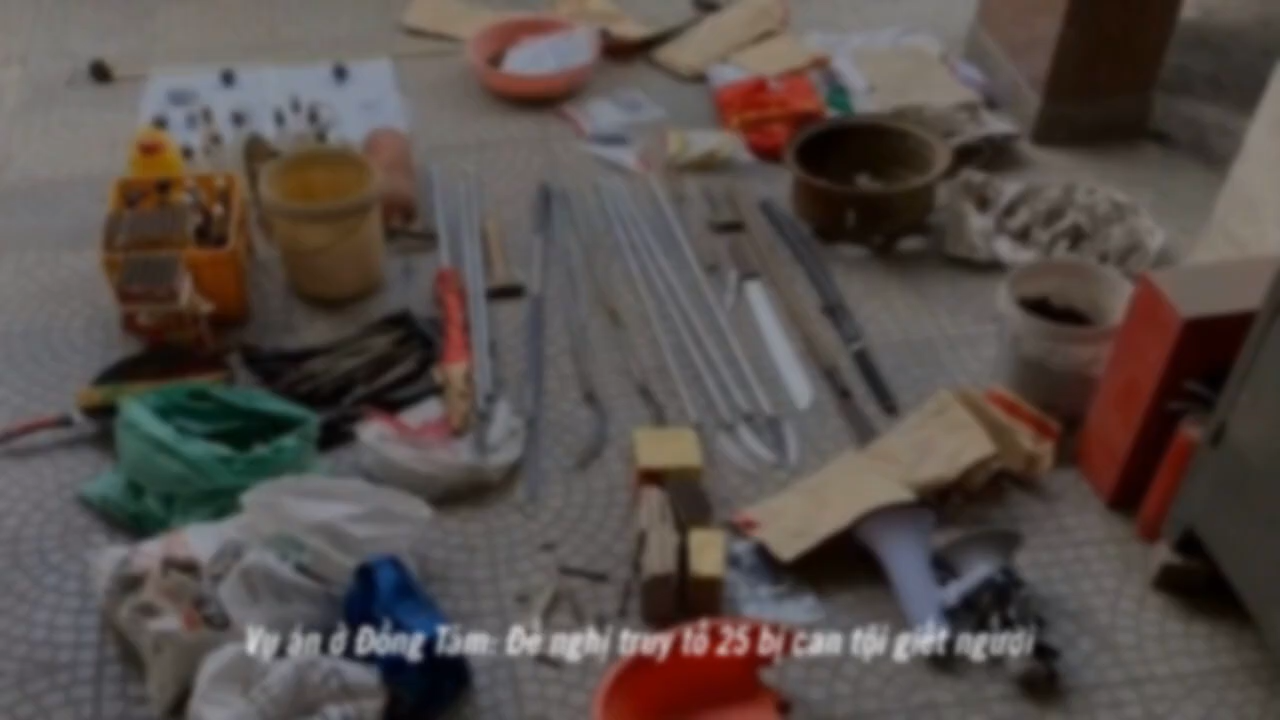 Vụ án ở Đồng Tâm: Đề nghị truy tố 25 bị can tội giết người